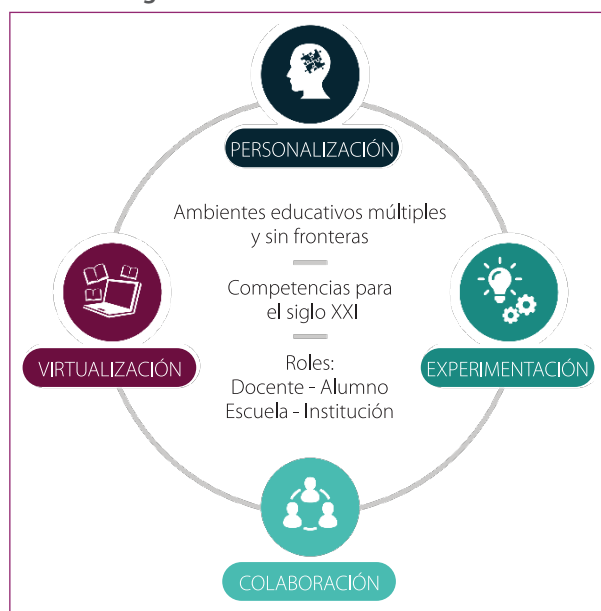 PERSONALIZACIÓN
Ambientes educativos múltiples
y sin fronteras
Competencias para
el siglo XXI
VIRTUALIZACIÓN
EXPERIMENTACIÓN
Roles:
Docente - Alumno
Escuela - Institución
COLABORACIÓN